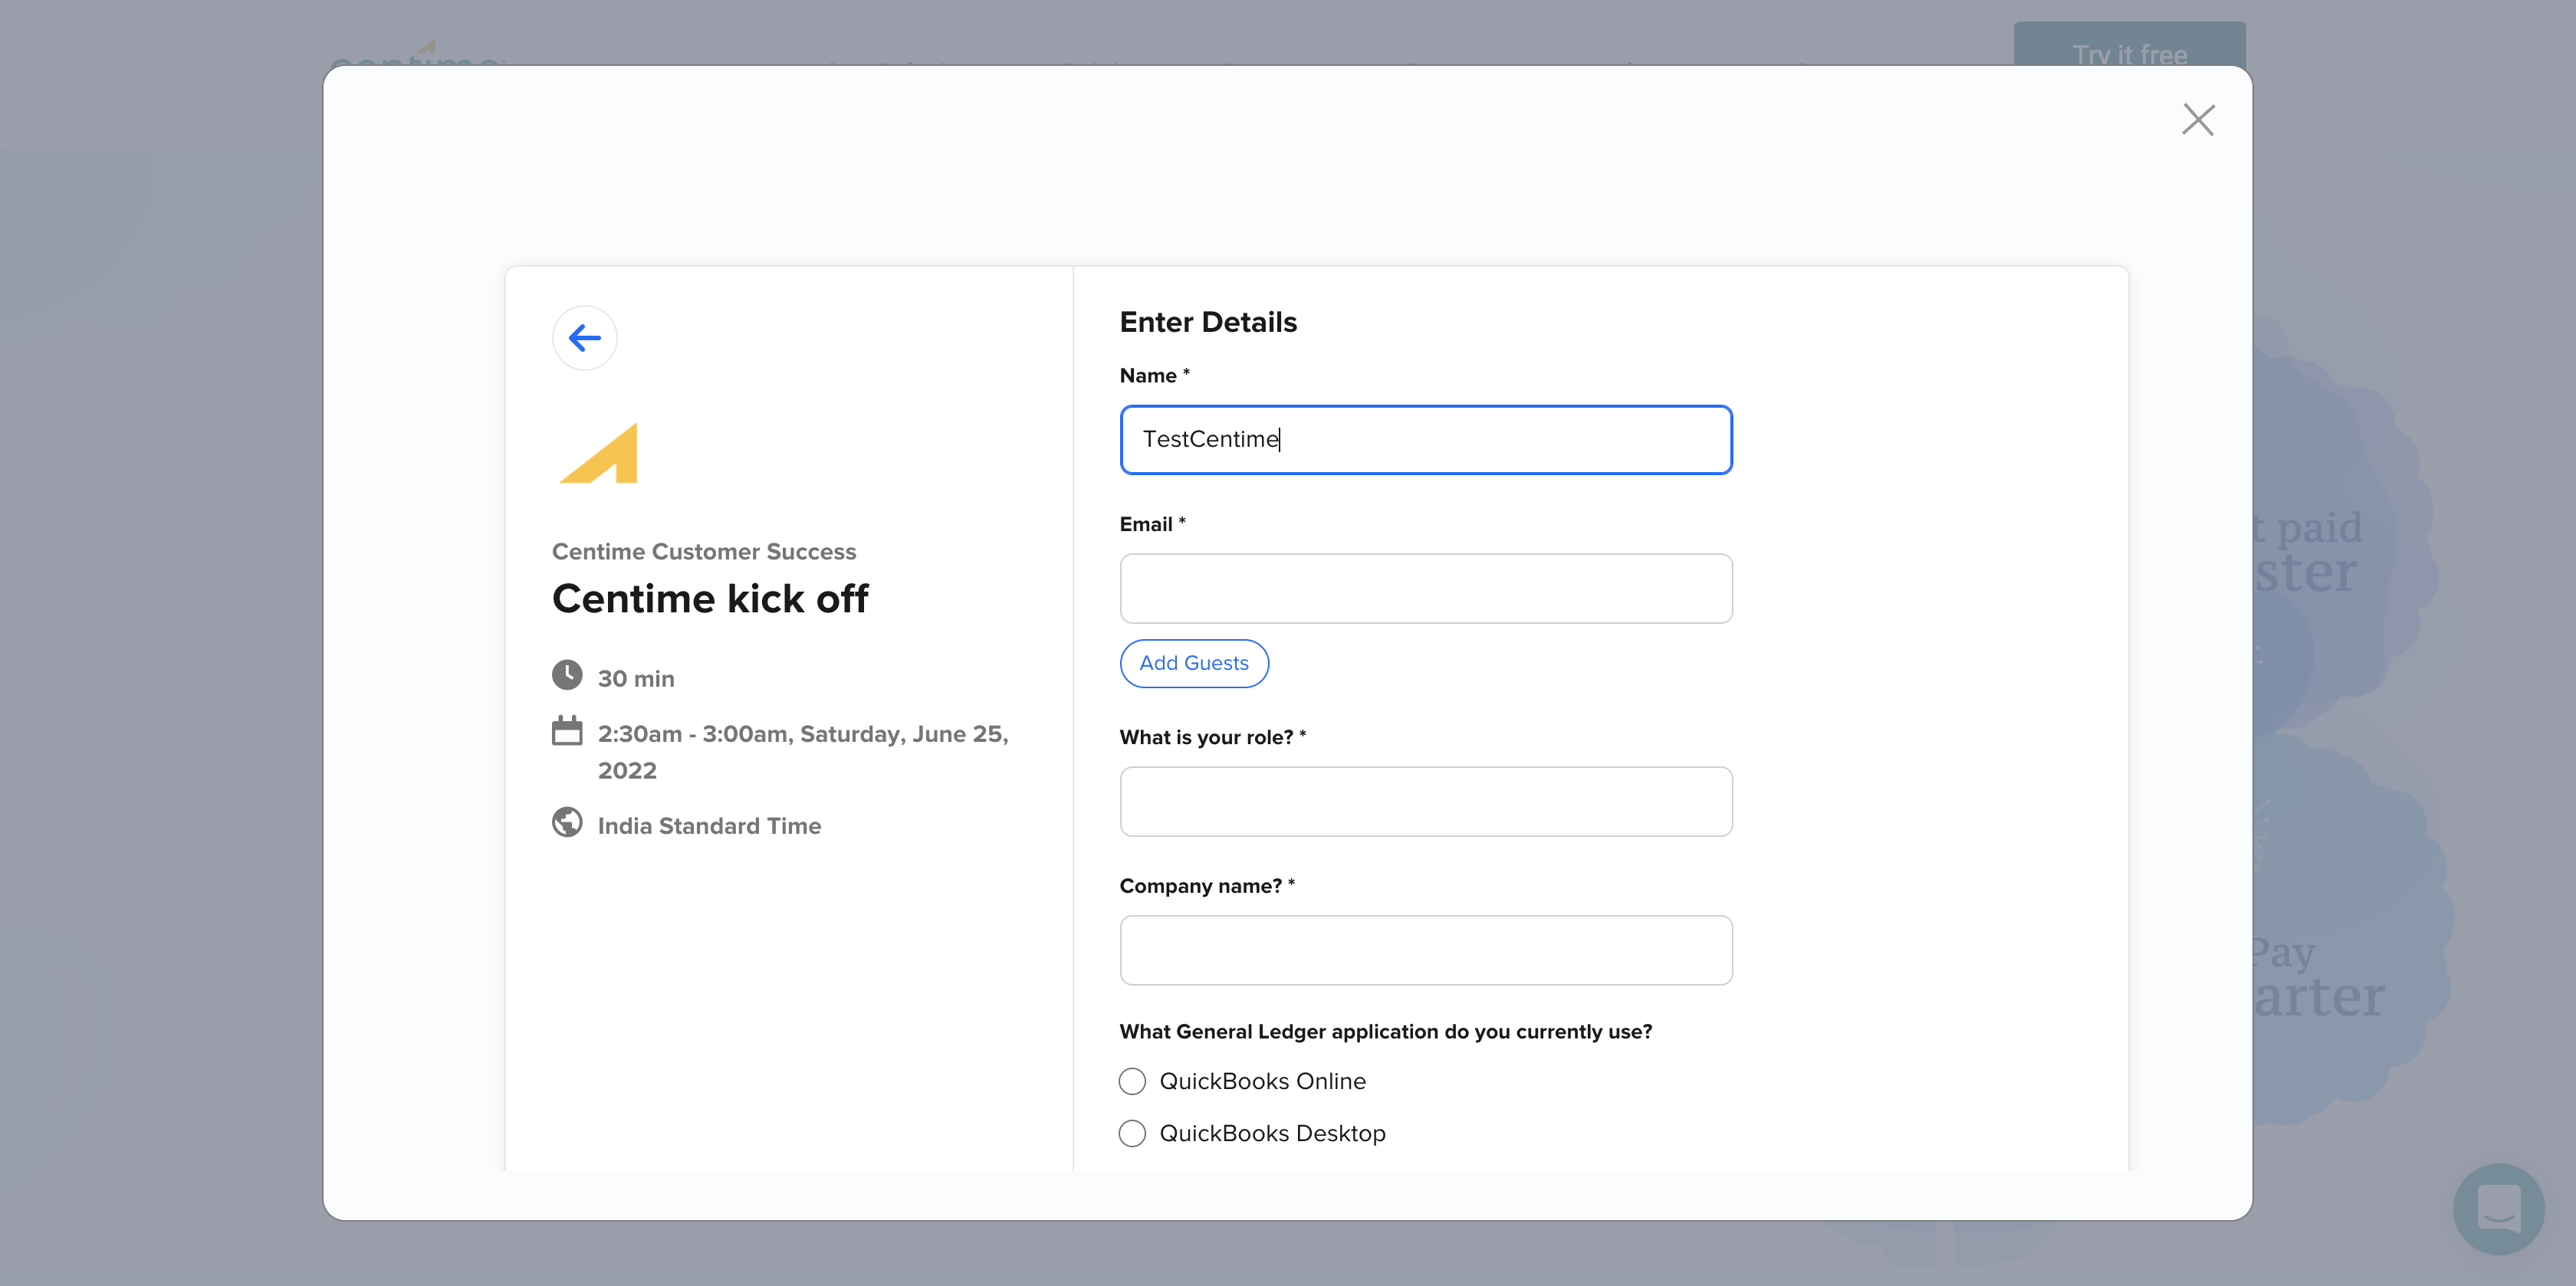 Try it free
Enter Details
Name *
TestCentime
Email *
Centime Customer Success
Centime kick off
Add Guests
30 min
2:30am - 3:00am, Saturday, June 25,
2022
What is your role? *
India Standard Time
Company name? *
What General Ledger application do you currently use?
QuickBooks Online
QuickBooks Desktop
t paid
ster
Pay
arter